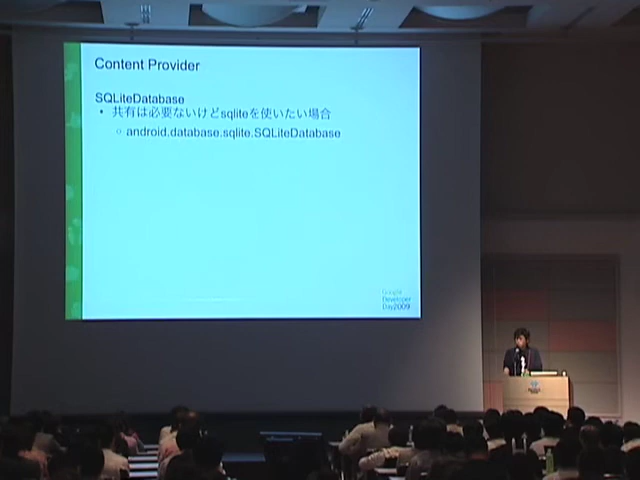 Content Provider
SQLiteDatabase
• 共有は必要ないけどsqliteを使いたい場合
○ android.database.sqlite.SQLiteDatabase
Google
Developer
Day2009